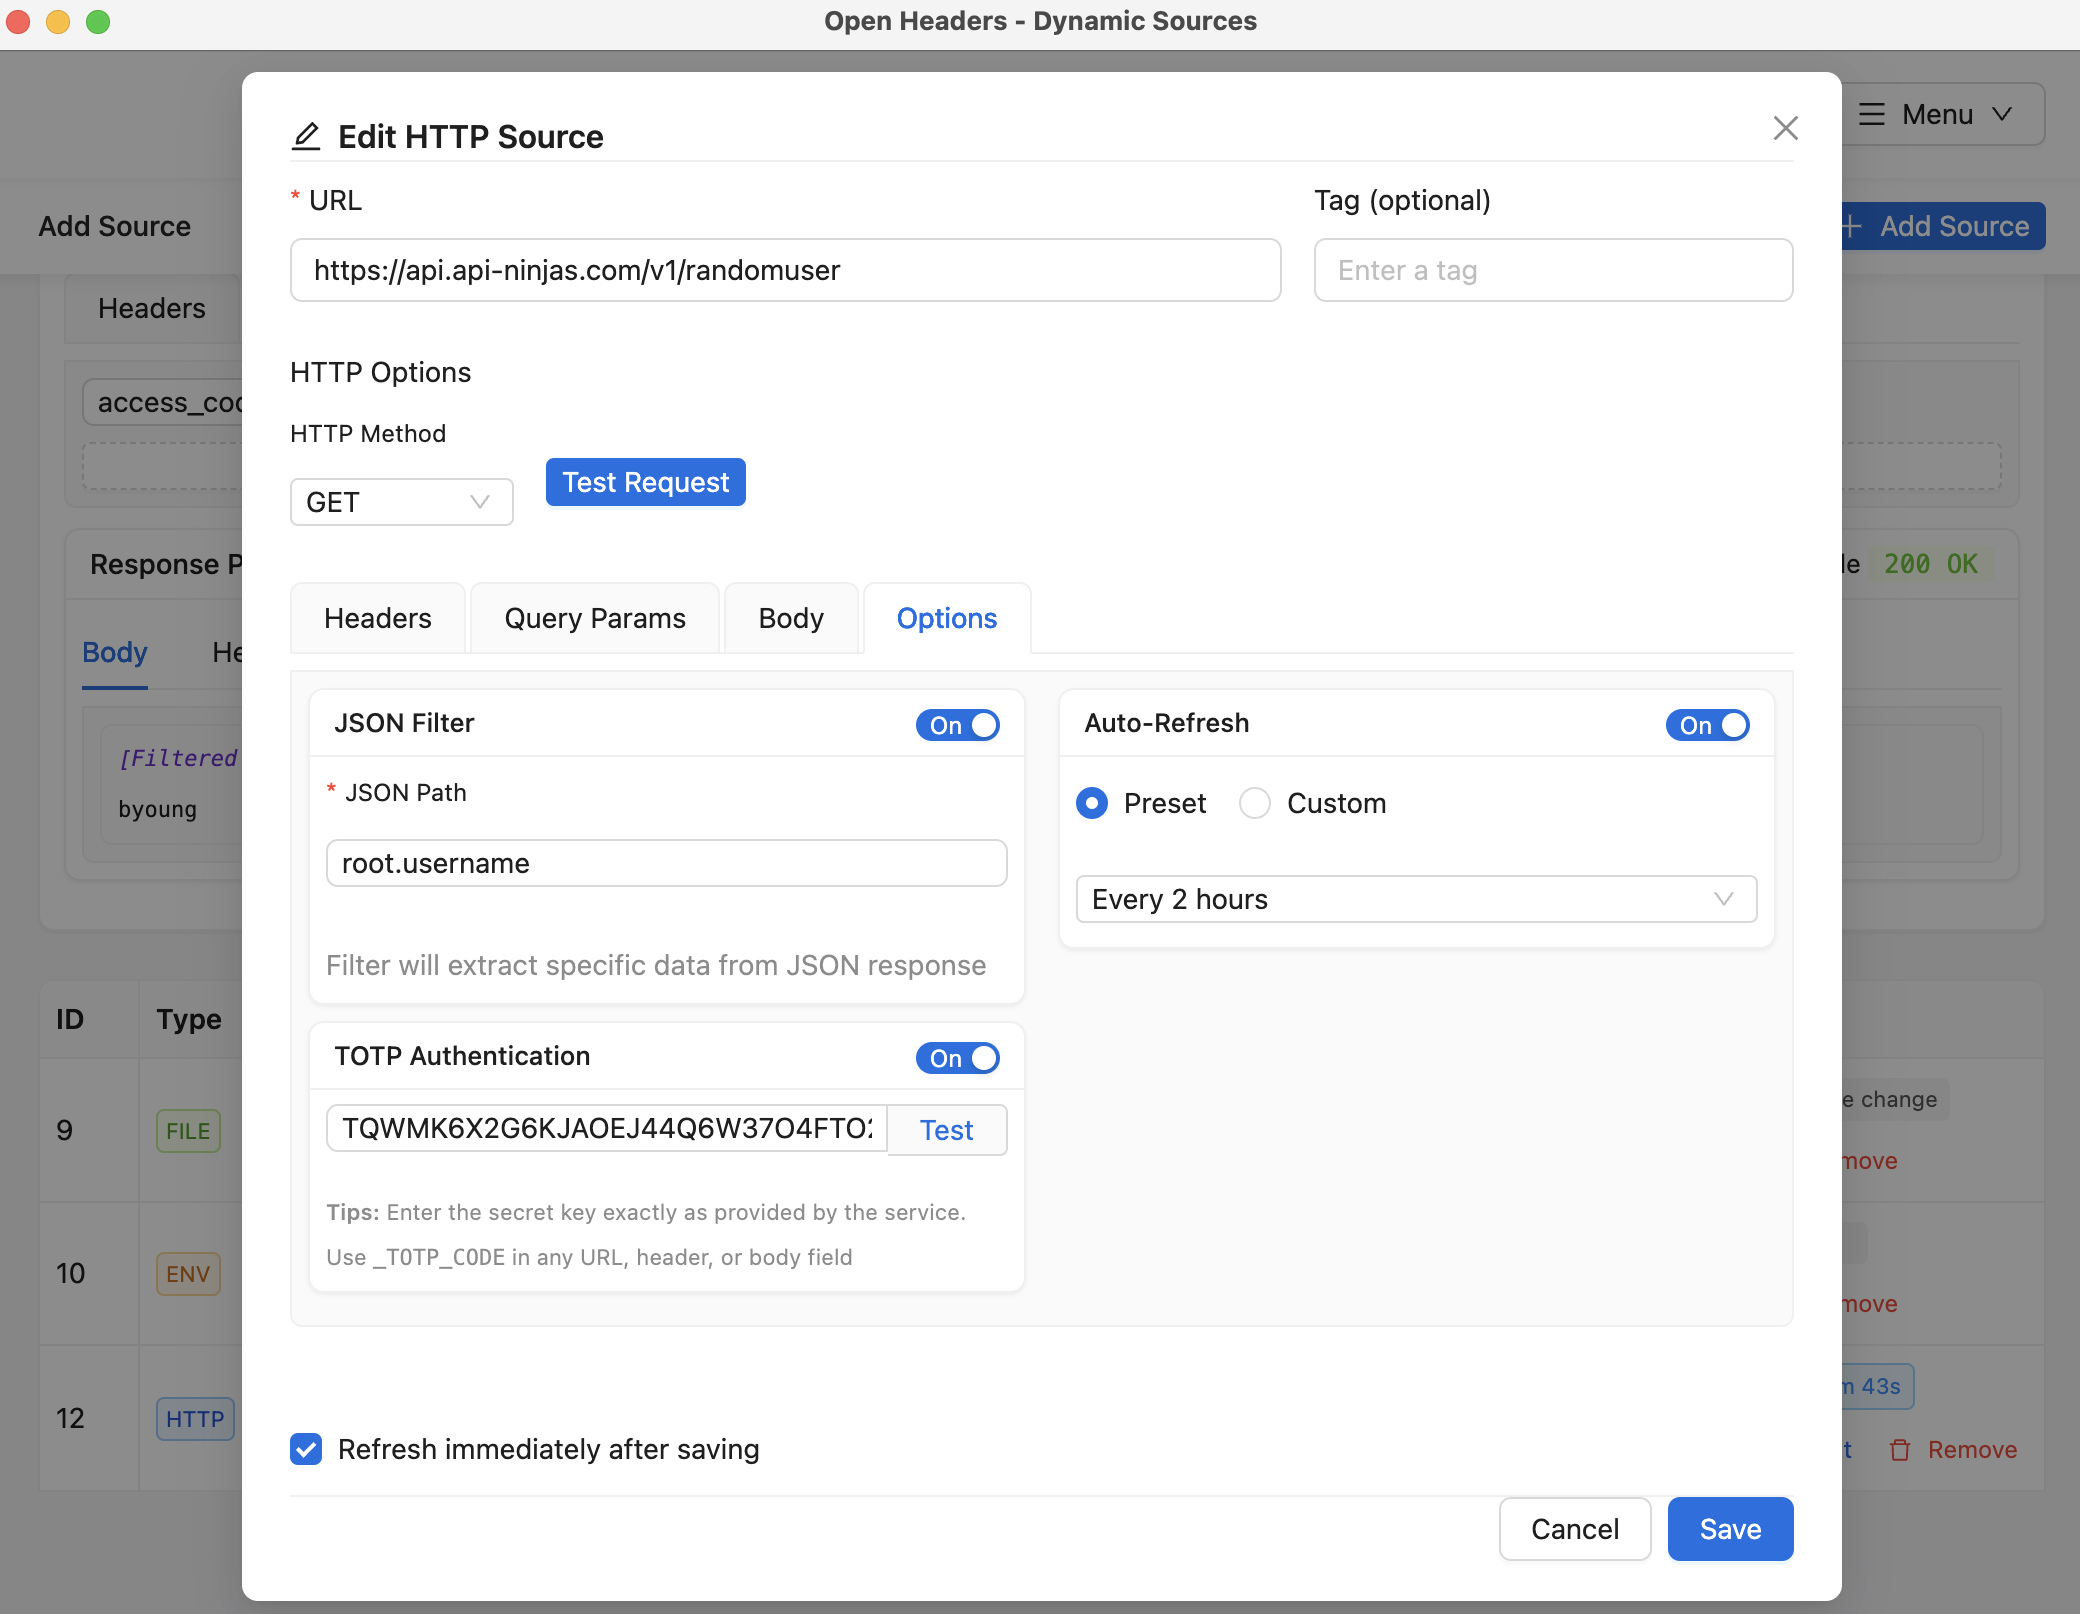 Open Headers - Dynamic Sources
Menu
Edit HTTP Source
* URL
Tag (optional)
Add Source
Add Source
https://api.api-ninjas.com/v1/randomuser
Enter a tag
Headers
HTTP Options
access_co
HTTP Method
GET
Test Request
Response P
200 OK
Headers
Query Params
Body
Options
Body
He
JSON Filter
On
Auto-Refresh
On
[Filtered
byoung
* JSON Path
Preset
Custom
root.username
Every 2 hours
Filter will extract specific data from JSON response
ID
Type
TOTP Authentication
On
9
FILE
e change
TQWMK6X2G6KJAOEJ44Q6W37O4FTO
Test
move
Tips: Enter the secret key exactly as provided by the service.
Use _TOTP_CODE in any URL, header, or body field
10
ENV
move
12
HTTP
43s
Refresh immediately after saving
t
Remove
Cancel
Save